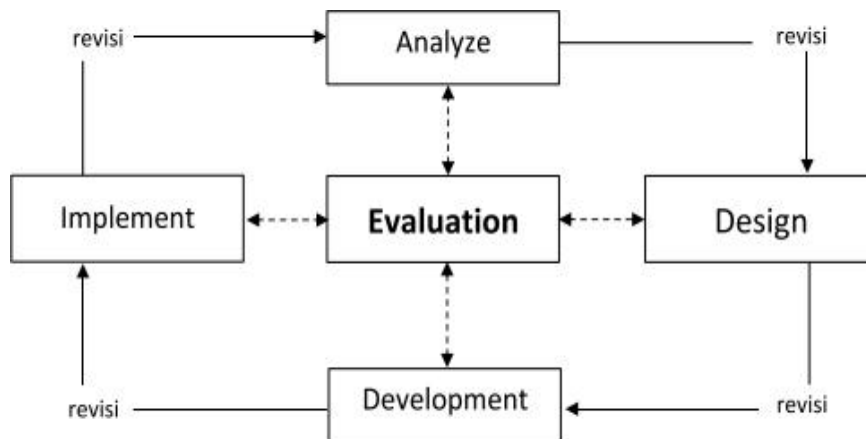 revisi
Analyze
revisi
Implement
Evaluation
Design
revisi
Development
revisi